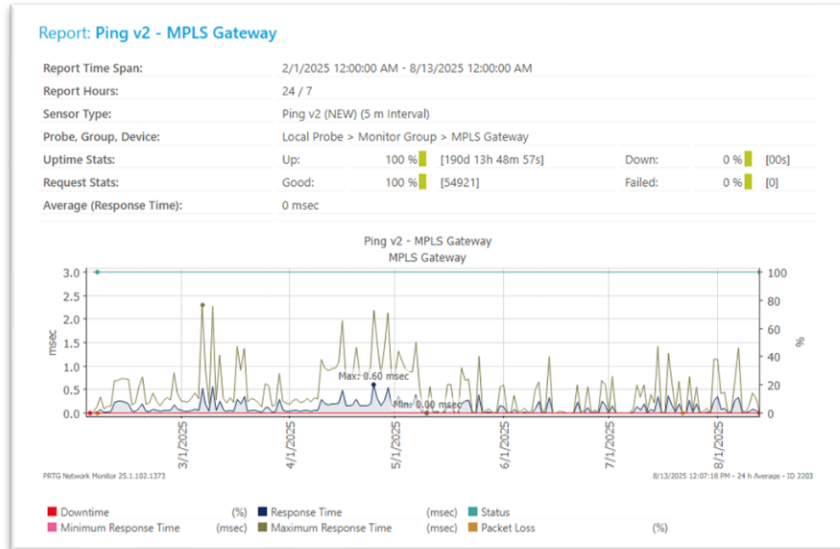 Report: Ping v2 - MPLS Gateway
Report Time Span: 2/1/2025 12:00:00 AM - 8/13/2025 12:00:00 AM
Report Hours: 24 / 7
Sensor Type: Ping v2 (NEW) (5 m Interval)
Probe, Group, Device: Local Probe > Monitor Group > MPLS Gateway
Uptime Stats: Up: 100 % [190d 13h 48m 57s] Down: 0 % [00s]
Request Stats: Good: 100 % [54921] Failed: 0 % [0]
Average (Response Time): 0 msec
Ping v2 - MPLS Gateway
MPLS Gateway
3.0 100
2.5 80
2.0
1.5 60
1.0 40
0.5 20
0.0 0
msec
%
Max: 0.60 msec
Min: 0.00 msec
3/1/2025 4/1/2025 5/1/2025 6/1/2025 7/1/2025 8/1/2025
PRTG Network Monitor 25.1.102.1373 8/13/2025 12:07:18 PM - 24 h Average - ID 2203
Downtime (%) Response Time (msec) Status
Minimum Response Time (msec) Maximum Response Time (msec) Packet Loss (%)